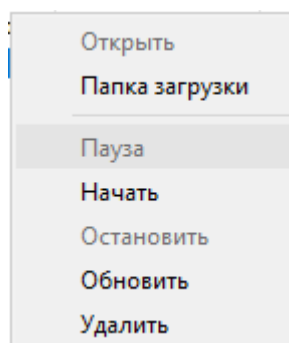 Открыть
Папка загрузки
Пауза
Начать
Остановить
Обновить
Удалить